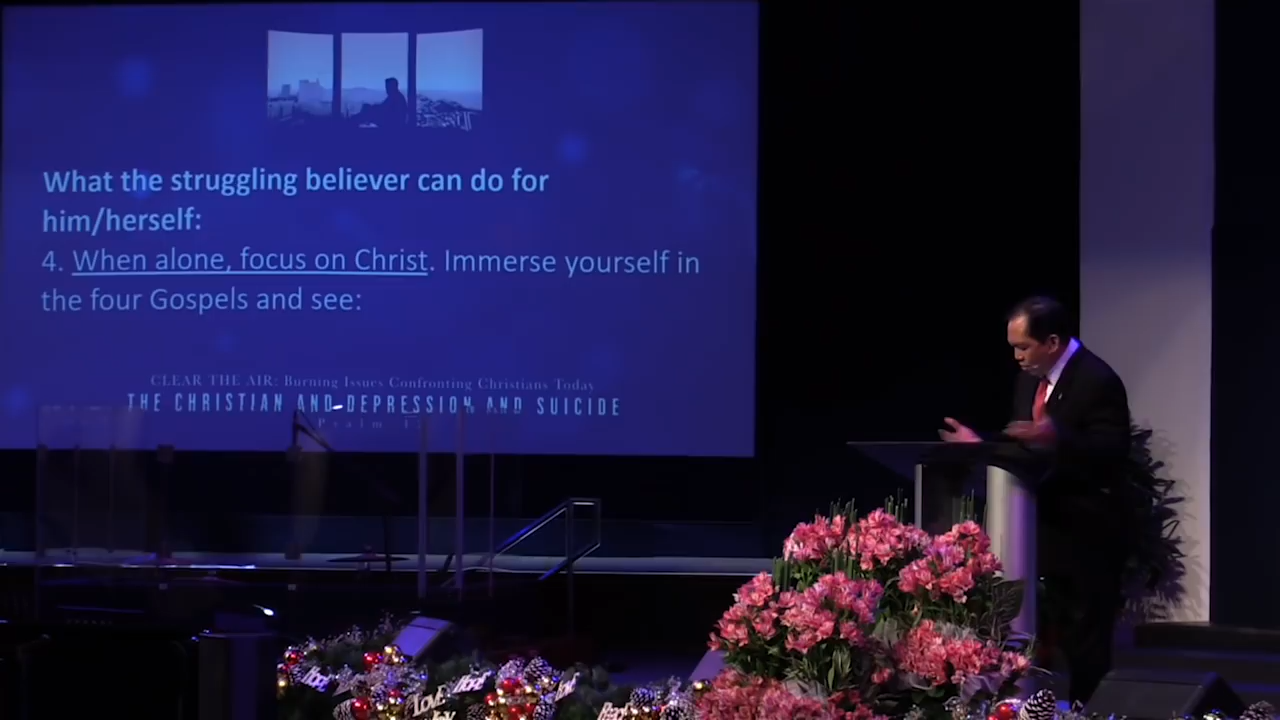 What the struggling believer can do for
him/herself:
4. When alone, focus on Christ. Immerse yourself in
the four Gospels and see:
CLEAR THE AIR: Burning Issues Confronting Christians Today
THE CHRISTIAN AND DEPRESSION AND SUICIDE
Psalm
LOVE